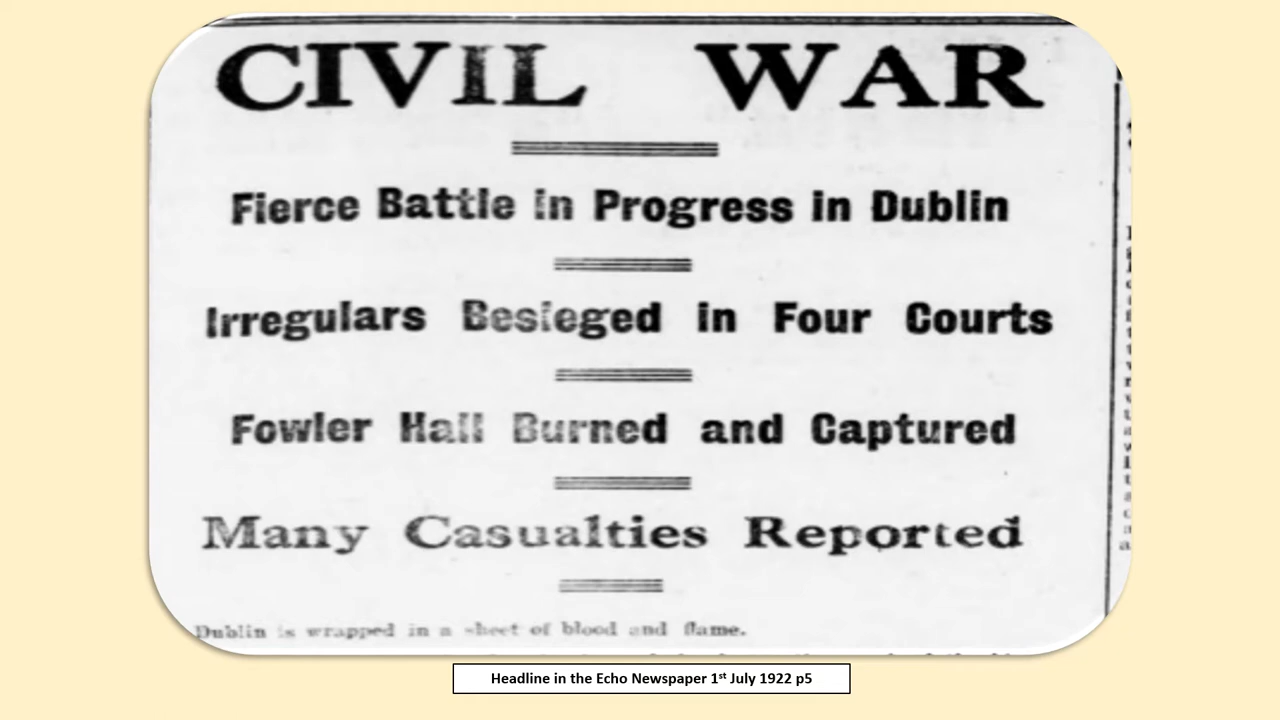 CIVIL WAR
Fierce Battle in Progress in Dublin
Irregulars Besieged in Four Courts
Fowler Hall Burned and Captured
Many Casualties Reported
Dublin is wrapped in a sheet of blood and flame.
Headline in the Echo Newspaper 1st July 1922 p5